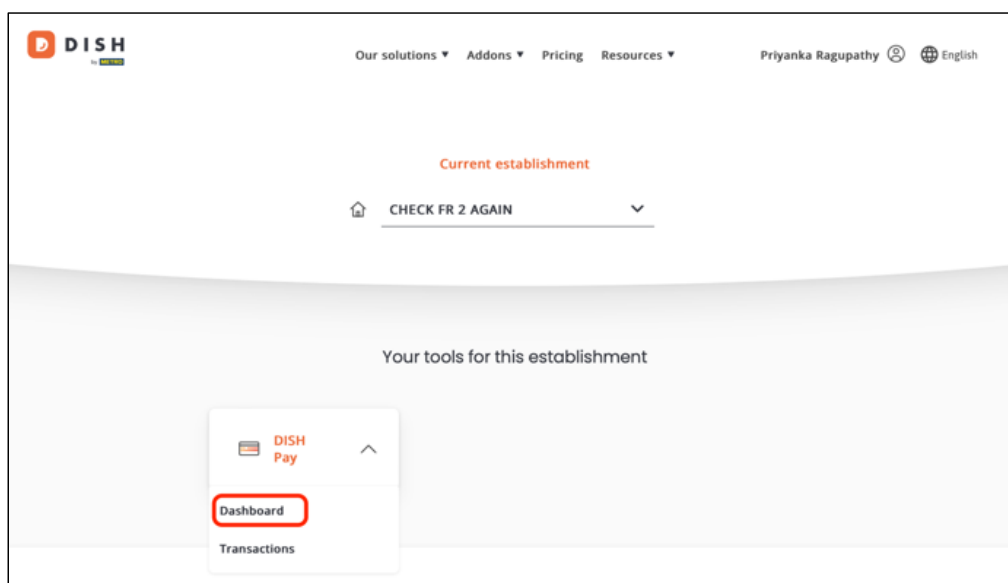 DISH
by METRO
Our solutions ▼ Addons ▼ Pricing Resources ▼ Priyanka Ragupathy English
Current establishment
CHECK FR 2 AGAIN
Your tools for this establishment
DISH
Pay
Dashboard
Transactions